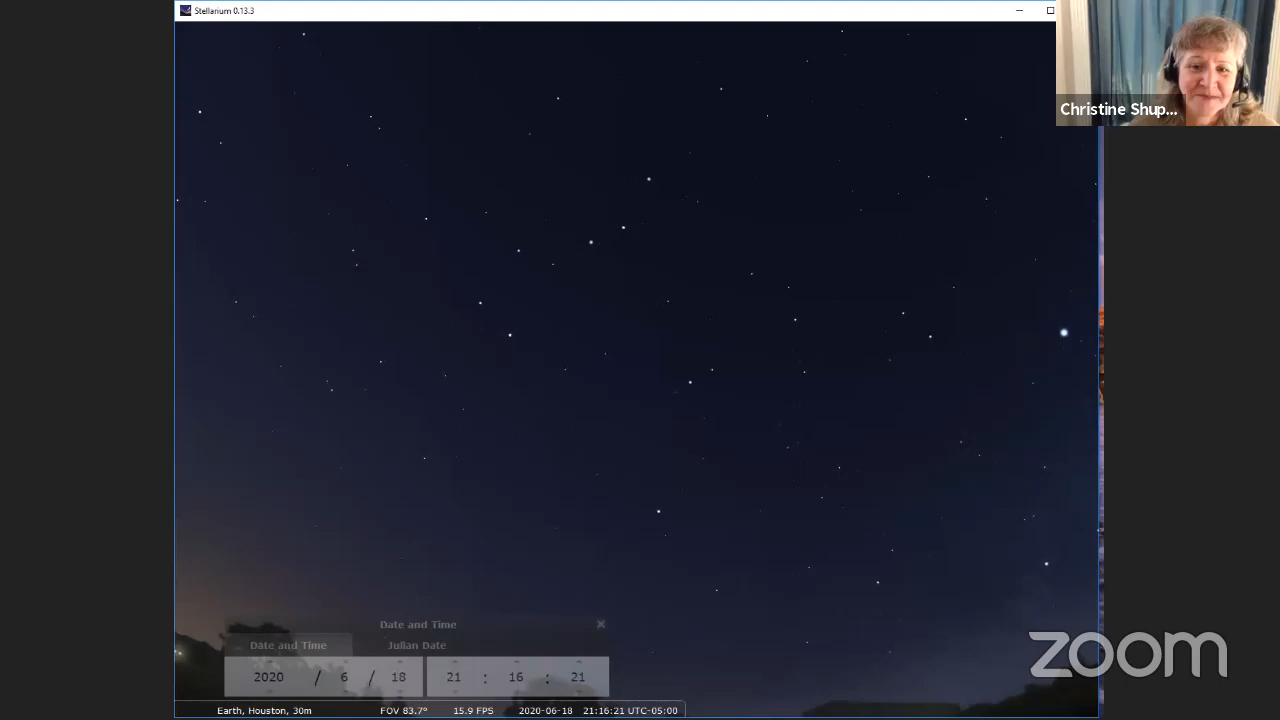 Stellarium 0.13.3
Christine Shup...
Date and Time
Date and Time Julian Date
2020 / 6 / 18 21 : 16 : 21
Earth, Houston, 30m FOV 83.7° 15.9 FPS 2020-06-18 21:16:21 UTC-05:00
zoom